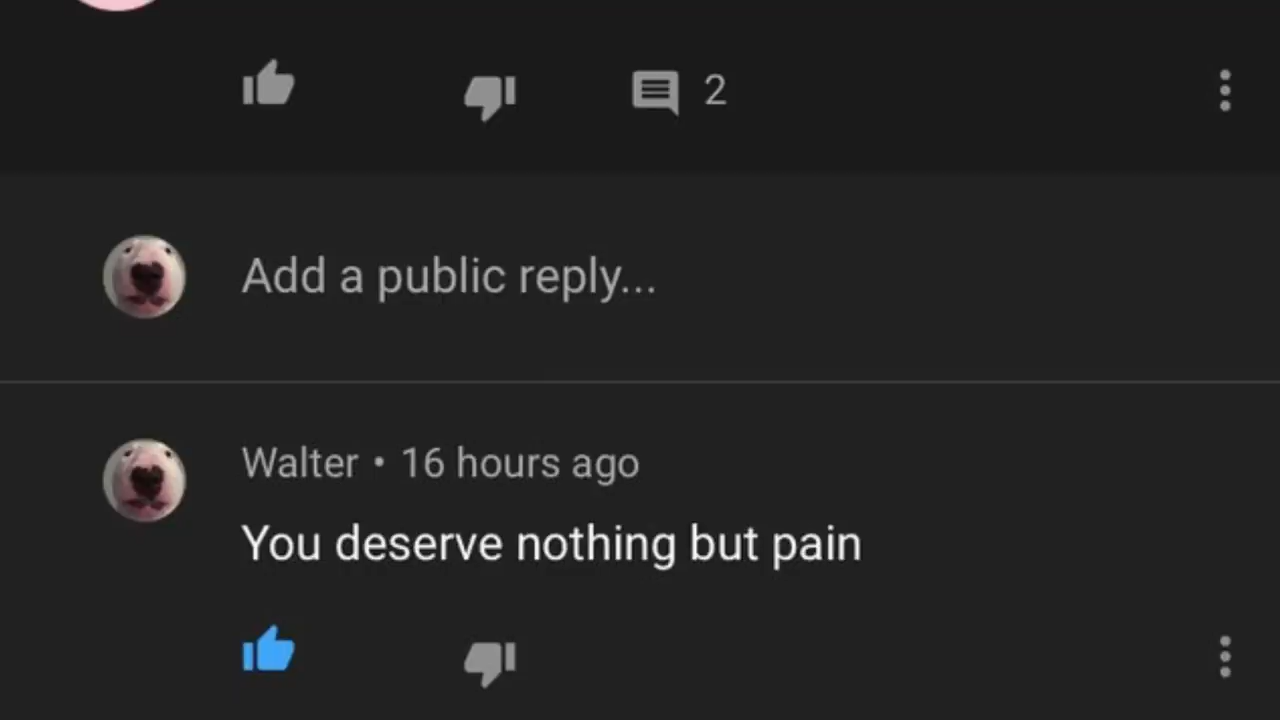 2
Add a public reply...
Walter • 16 hours ago
You deserve nothing but pain